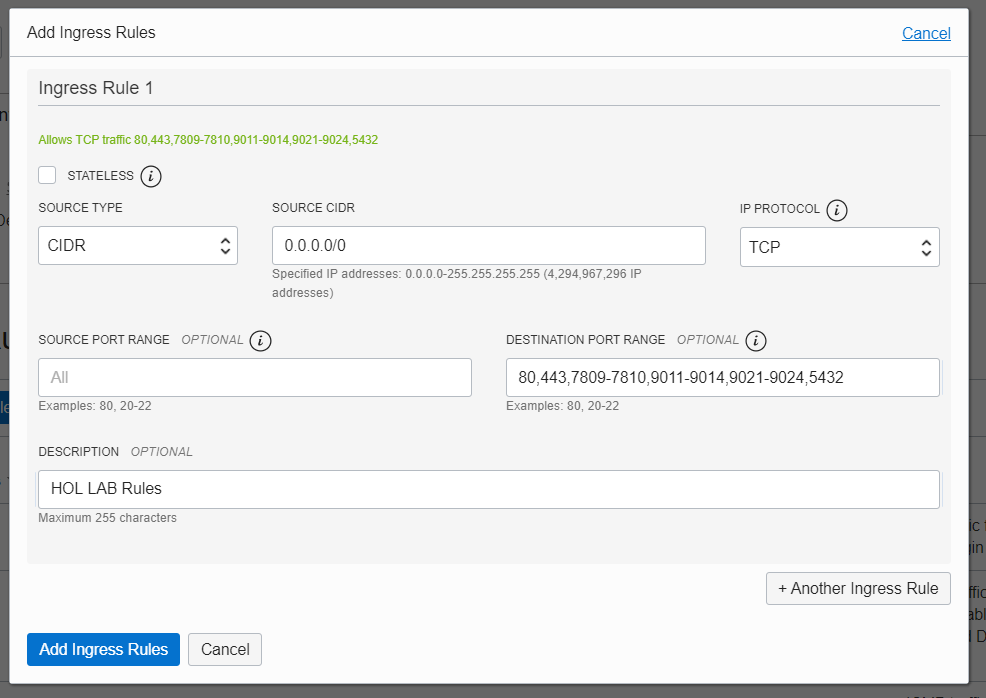 Add Ingress Rules
Cancel
Ingress Rule 1
Allows TCP traffic 80,443,7809-7810,9011-9014,9021-9024,5432
STATELESS i
SOURCE TYPE
SOURCE CIDR
IP PROTOCOL i
CIDR
0.0.0.0/0
TCP
Specified IP addresses: 0.0.0.0-255.255.255.255 (4,294,967,296 IP
addresses)
SOURCE PORT RANGE OPTIONAL i
DESTINATION PORT RANGE OPTIONAL i
All
80,443,7809-7810,9011-9014,9021-9024,5432
Examples: 80, 20-22
Examples: 80, 20-22
DESCRIPTION OPTIONAL
HOL LAB Rules
Maximum 255 characters
+ Another Ingress Rule
Add Ingress Rules
Cancel